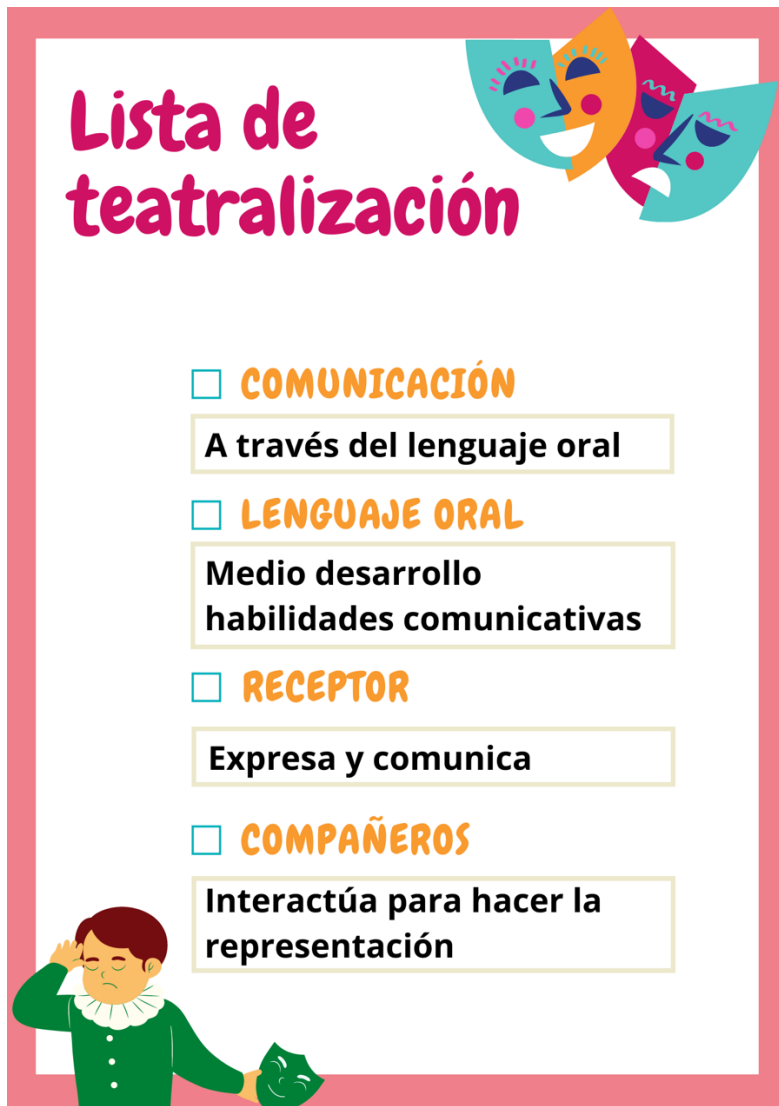 Lista de
teatralización
COMUNICACIÓN
A través del lenguaje oral
LENGUAJE ORAL
Medio desarrollo
habilidades comunicativas
RECEPTOR
Expresa y comunica
COMPAÑEROS
Interactúa para hacer la
representación